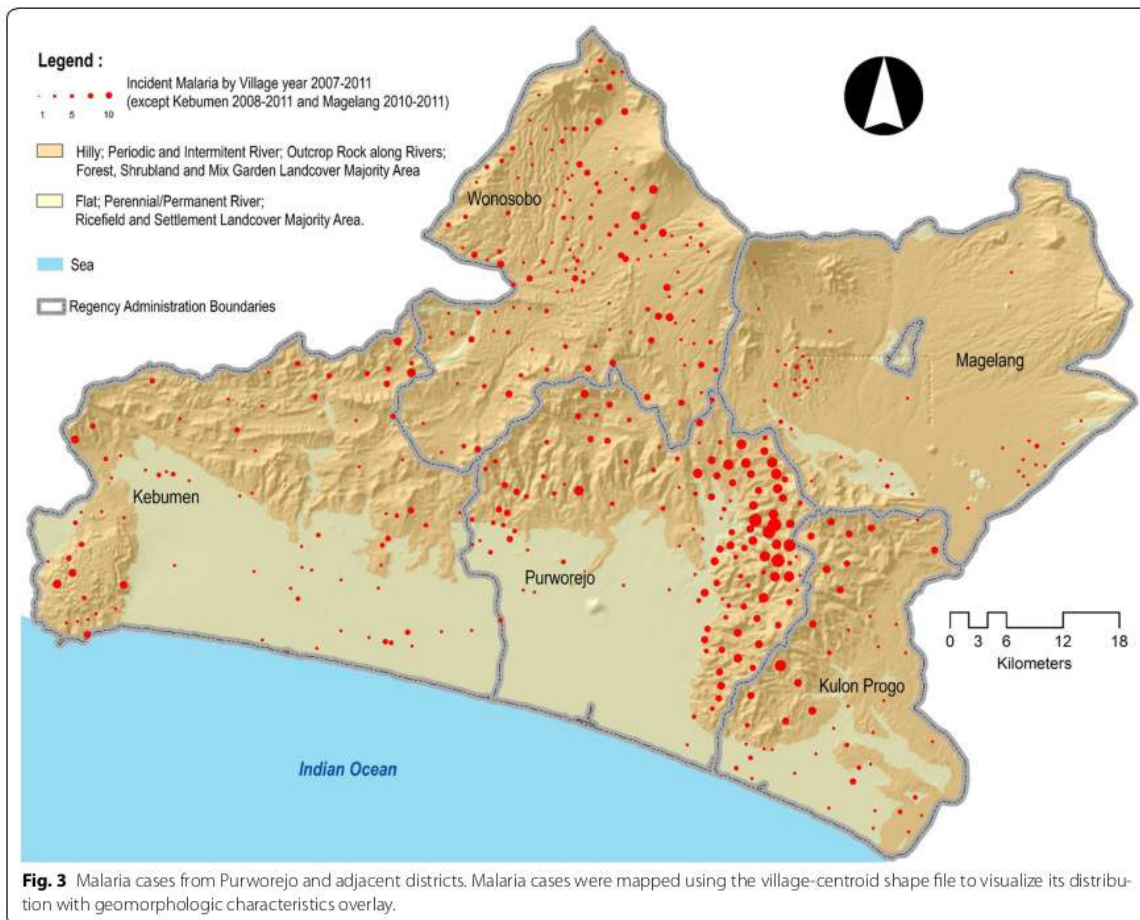 Legend :
Incident Malaria by Village year 2007-2011
(except Kebumen 2008-2011 and Magelang 2010-2011)
1 5 10
Hilly; Periodic and Intermitent River; Outcrop Rock along Rivers;
Forest, Shrubland and Mix Garden Landcover Majority Area
Flat; Perennial/Permanent River;
Ricefield and Settlement Landcover Majority Area.
Sea
Regency Administration Boundaries
Wonosobo
Magelang
Kebumen
Purworejo
Kulon Progo
0 3 6 12 18
Kilometers
Indian Ocean
Fig. 3 Malaria cases from Purworejo and adjacent districts. Malaria cases were mapped using the village-centroid shape file to visualize its distribu-
tion with geomorphologic characteristics overlay.